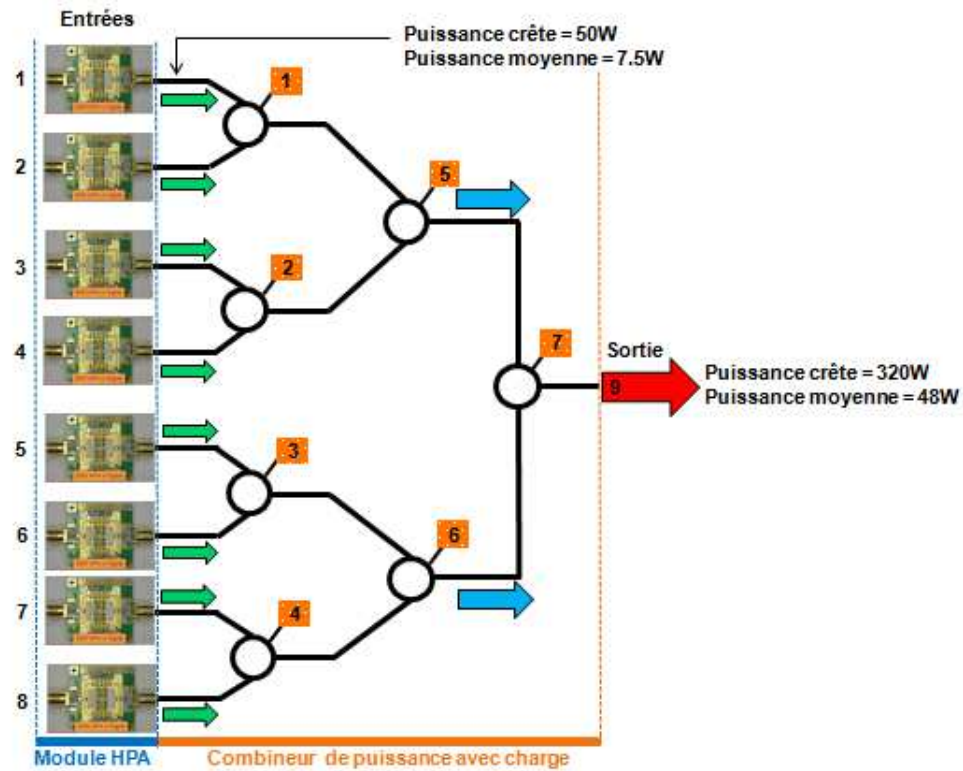 Entrées
Puissance crête = 50W
Puissance moyenne = 7.5W
1
1
2
5
3
2
4
7
Sortie
9
Puissance crête = 320W
Puissance moyenne = 48W
5
3
6
6
7
4
8
Module HPA
Combineur de puissance avec charge